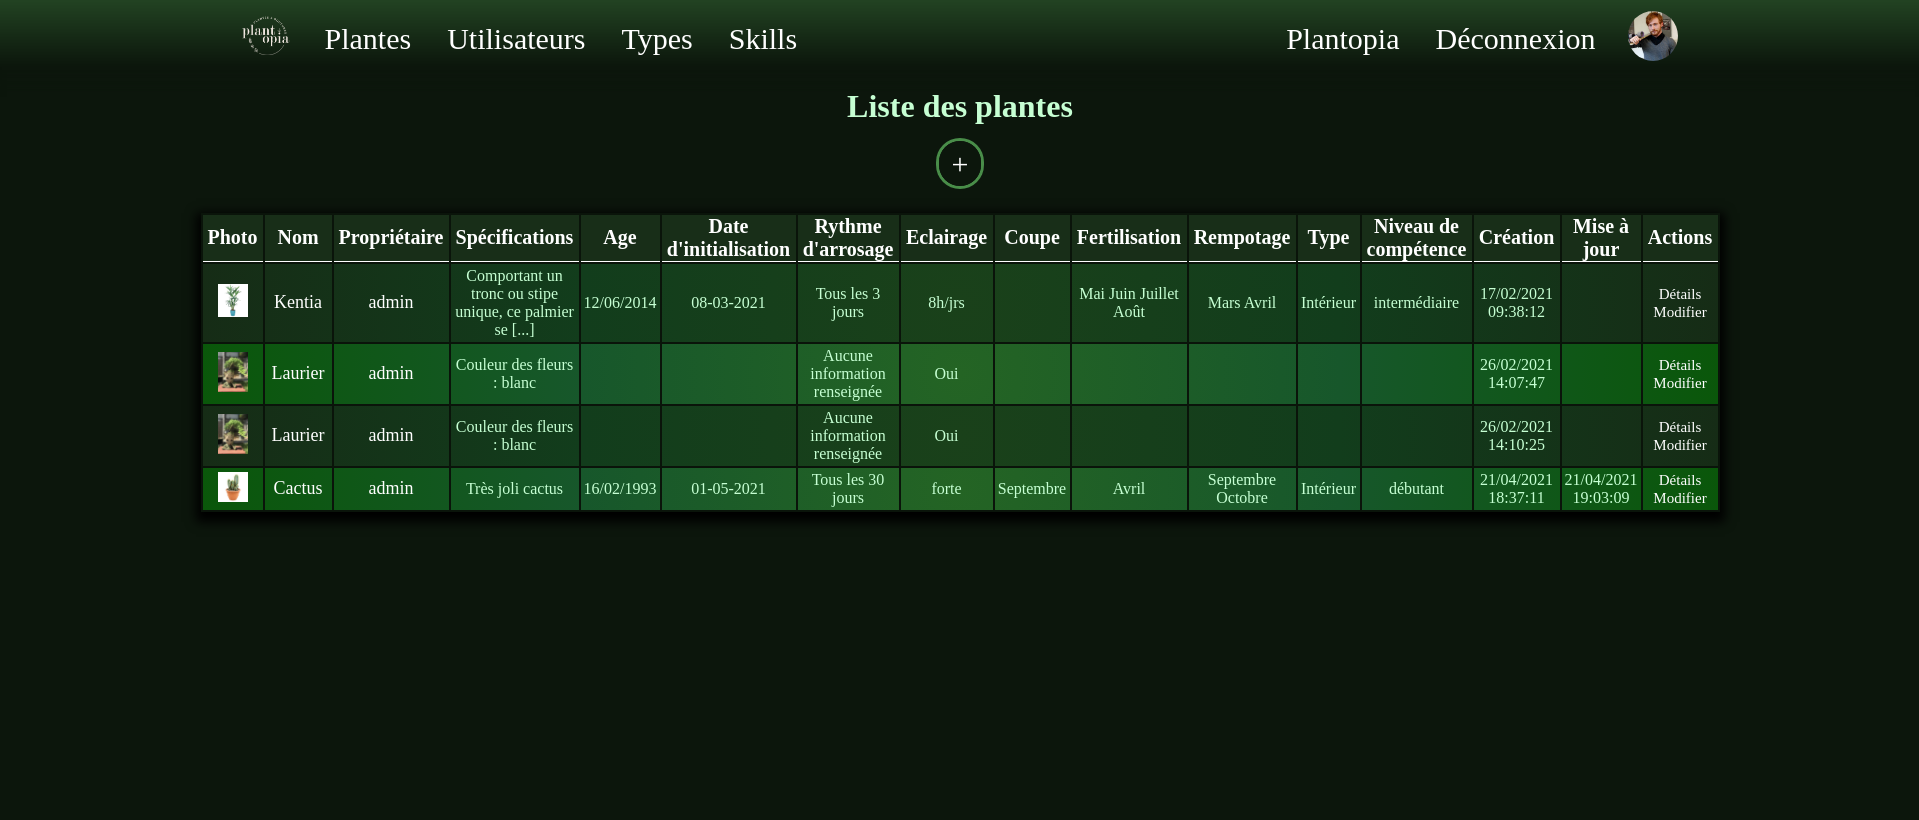 plant
opia
Plantes Utilisateurs Types Skills Plantopia Déconnexion
Liste des plantes
+
Photo Nom Propriétaire Spécifications Age Date d'initialisation Rythme d'arrosage Eclairage Coupe Fertilisation Rempotage Type Niveau de compétence Création Mise à jour Actions
Kentia admin Comportant un tronc ou stipe unique, ce palmier se [...] 12/06/2014 08-03-2021 Tous les 3 jours 8h/jrs Mai Juin Juillet Août Mars Avril Intérieur intermédiaire 17/02/2021 09:38:12 Détails Modifier
Laurier admin Couleur des fleurs : blanc Aucune information renseignée Oui 26/02/2021 14:07:47 Détails Modifier
Laurier admin Couleur des fleurs : blanc Aucune information renseignée Oui 26/02/2021 14:10:25 Détails Modifier
Cactus admin Très joli cactus 16/02/1993 01-05-2021 Tous les 30 jours forte Septembre Avril Septembre Octobre Intérieur débutant 21/04/2021 18:37:11 21/04/2021 19:03:09 Détails Modifier